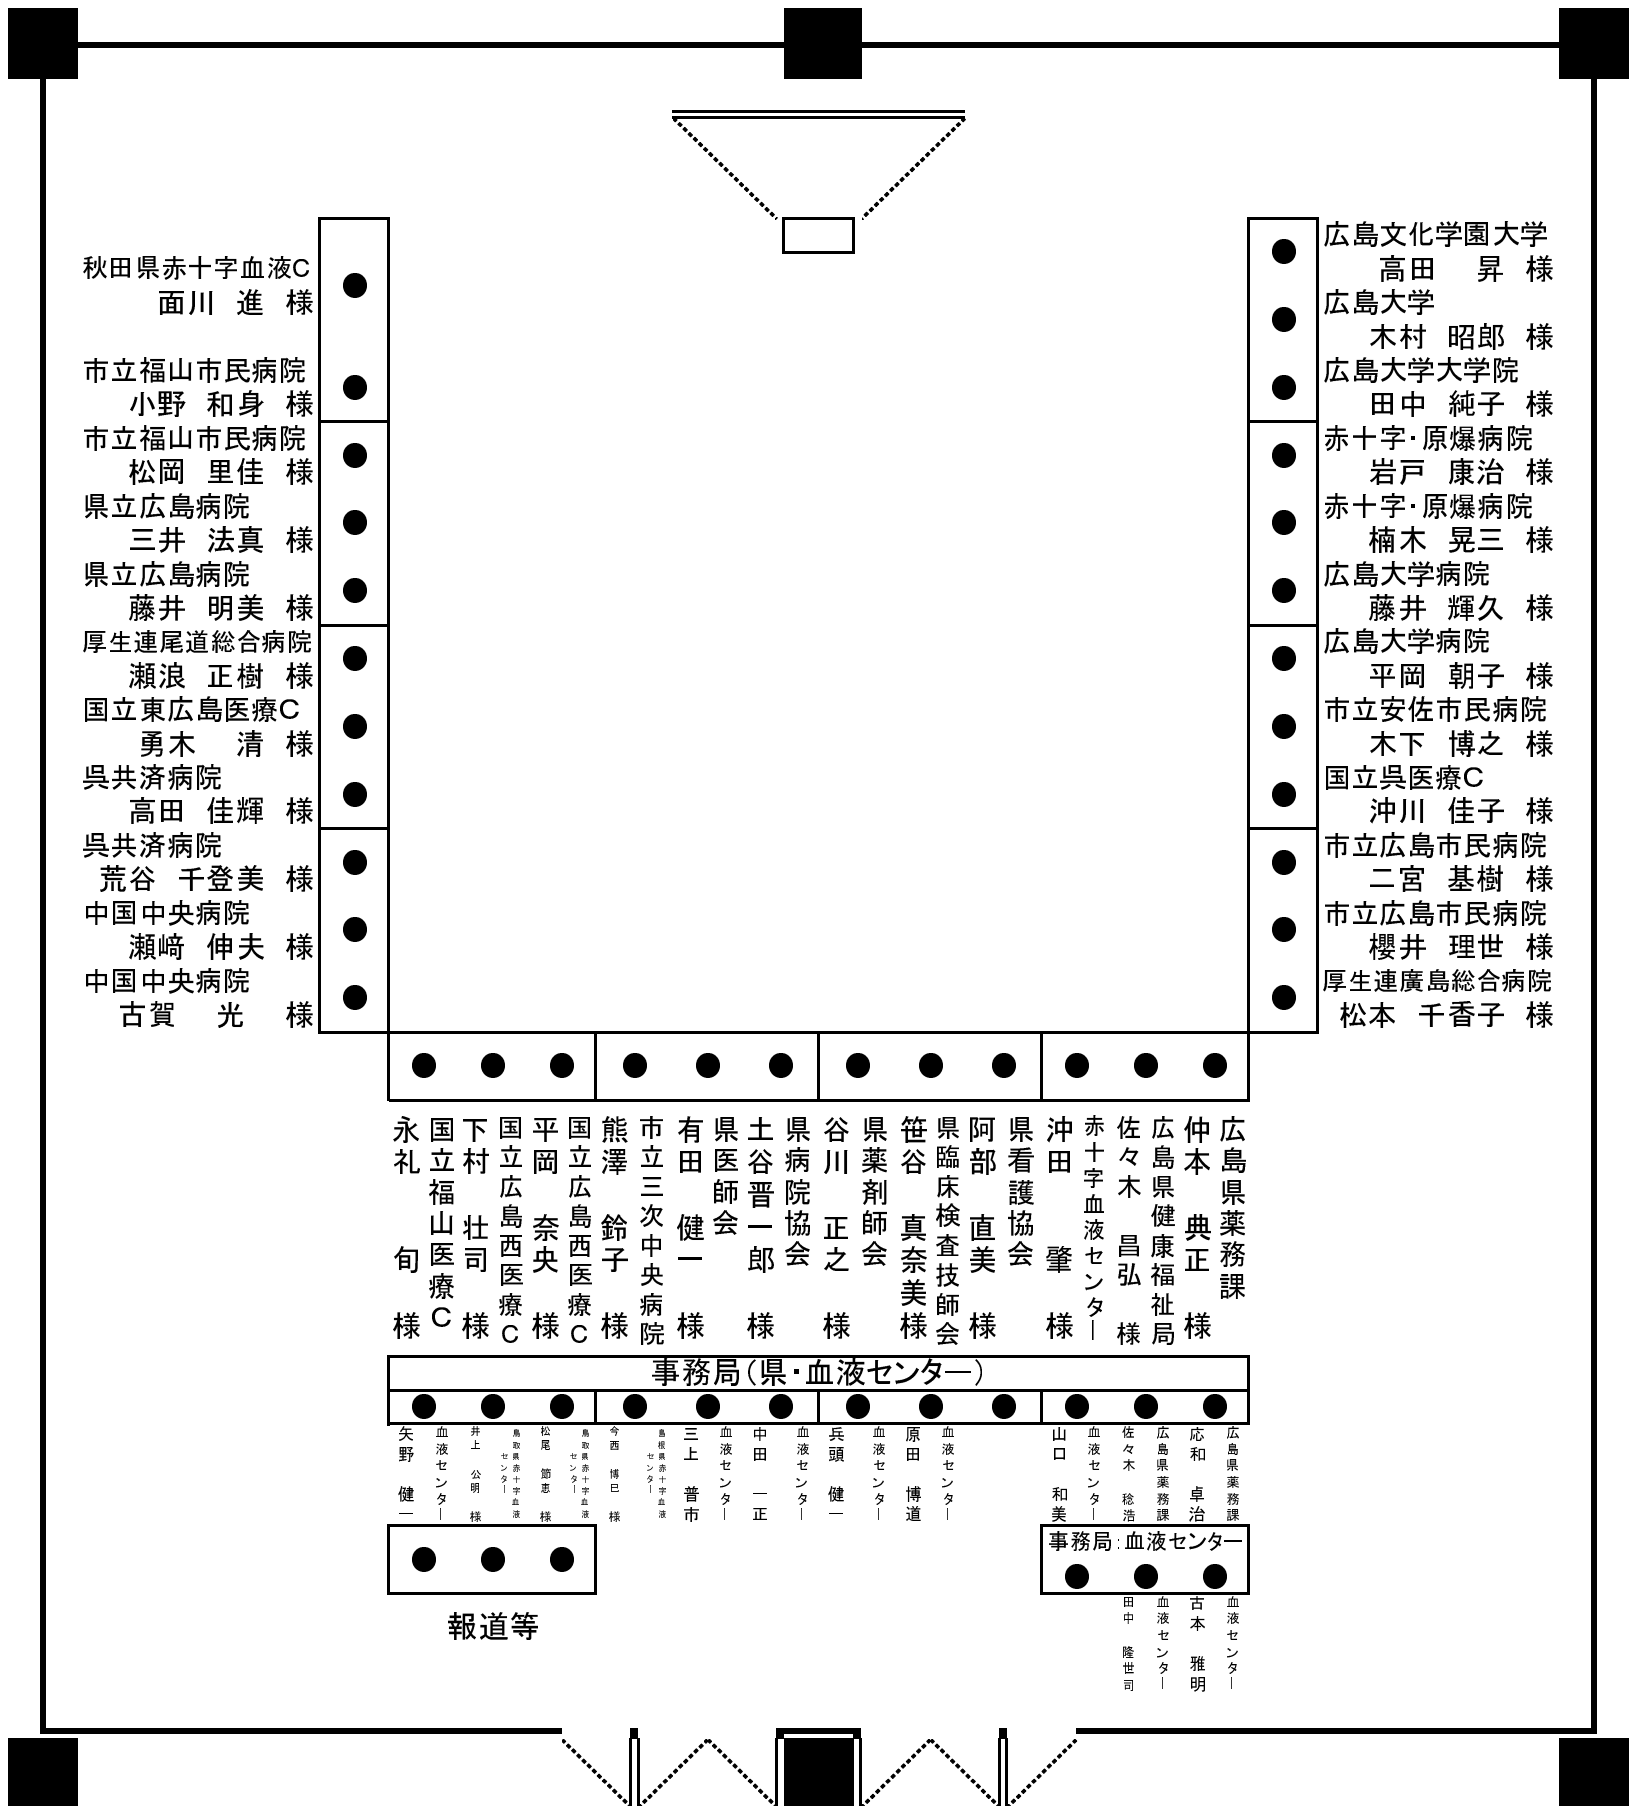 秋田県赤十字血液C
面川 進 様
市立福山市民病院
小野 和身 様
市立福山市民病院
松岡 里佳 様
県立広島病院
三井 法真 様
県立広島病院
藤井 明美 様
厚生連尾道総合病院
瀬浪 正樹 様
国立東広島医療C
勇木 清 様
呉共済病院
高田 佳輝 様
呉共済病院
荒谷 千登美 様
中国中央病院
瀬﨑 伸夫 様
中国中央病院
古賀 光 様
広島文化学園大学
高田 昇 様
広島大学
木村 昭郎 様
広島大学大学院
田中 純子 様
赤十字・原爆病院
岩戸 康治 様
赤十字・原爆病院
楠木 晃三 様
広島大学病院
藤井 輝久 様
広島大学病院
平岡 朝子 様
市立安佐市民病院
木下 博之 様
国立呉医療C
沖川 佳子 様
市立広島市民病院
二宮 基樹 様
市立広島市民病院
櫻井 理世 様
厚生連廣島総合病院
松本 千香子 様
広島県薬務課
仲本 典正 様
広島県健康福祉局
佐々木 昌弘 様
赤十字血液センター
沖田 肇 様
県看護協会
阿部 直美 様
県臨床検査技師会
笹谷 真奈美 様
県薬剤師会
谷川 正之 様
県病院協会
土谷晋一郎 様
県医師会
有田 健一 様
市立三次中央病院
熊澤 鈴子 様
国立広島西医療C
平岡 奈央 様
国立広島西医療C
下村 壮司 様
国立福山医療C
永礼 旬 様
事務局(県・血液センター)
広島県薬務課
応和 卓治
広島県薬務課
佐々木 稔浩
血液センター
山口 和美
血液センター
原田 博道
血液センター
兵頭 健一
血液センター
中田 一正
血液センター
三上 普市
島根県赤十字血液
センター
今西 博巳 様
鳥取県赤十字血液
センター
松尾 節恵 様
鳥取県赤十字血液
センター
井上 公明 様
血液センター
矢野 健一
事務局:血液センター
血液センター
古本 雅明
血液センター
田中 隆世司
報道等